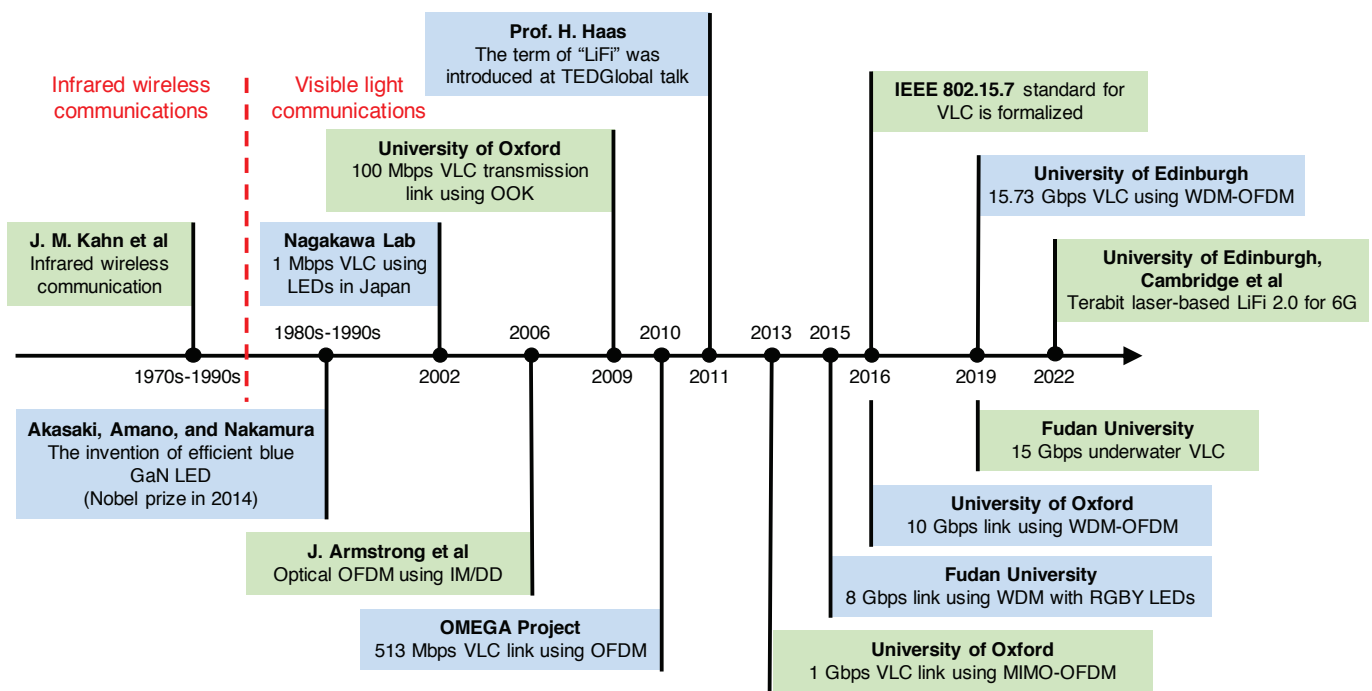 Prof. H. Haas
The term of “LiFi” was
introduced at TEDGlobal talk
Infrared wireless
communications
Visible light
communications
IEEE 802.15.7 standard for
VLC is formalized
University of Oxford
100 Mbps VLC transmission
link using OOK
University of Edinburgh
15.73 Gbps VLC using WDM-OFDM
J. M. Kahn et al
Infrared wireless
communication
Nagakawa Lab
1 Mbps VLC using
LEDs in Japan
University of Edinburgh,
Cambridge et al
Terabit laser-based LiFi 2.0 for 6G
1980s-1990s
2006
2010
2013
2015
1970s-1990s
2002
2009
2011
2016
2019
2022
Akasaki, Amano, and Nakamura
The invention of efficient blue
GaN LED
(Nobel prize in 2014)
Fudan University
15 Gbps underwater VLC
University of Oxford
10 Gbps link using WDM-OFDM
J. Armstrong et al
Optical OFDM using IM/DD
Fudan University
8 Gbps link using WDM with RGBY LEDs
OMEGA Project
513 Mbps VLC link using OFDM
University of Oxford
1 Gbps VLC link using MIMO-OFDM